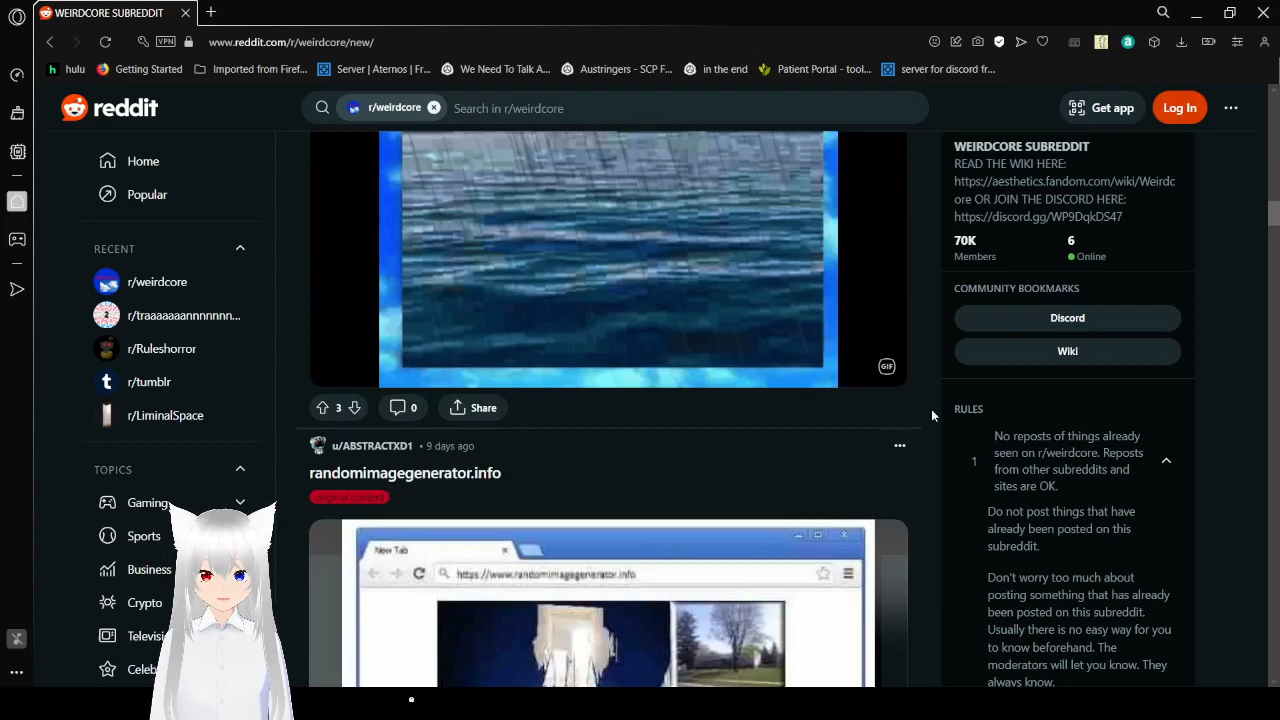 WEIRDCORE SUBREDDIT
VPN
www.reddit.com/r/weirdcore/new/
hulu
Getting Started
Imported from Firef...
Server | Aternos | Fr...
We Need To Talk A...
Austringers - SCP F...
in the end
Patient Portal - tool...
server for discord fr...
reddit
r/weirdcore
Search in r/weirdcore
Get app
Log In
Home
Popular
RECENT
r/weirdcore
r/traaaaaaannnnnnn...
r/Ruleshorror
r/tumblr
r/LiminalSpace
TOPICS
Gaming
Sports
Business
Crypto
Televisi
Celeb
GIF
3
0
Share
u/ABSTRACTXD1 • 9 days ago
randomimagegenerator.info
original content
New Tab
https://www.randomimagegenerator.info
WEIRDCORE SUBREDDIT
READ THE WIKI HERE:
https://aesthetics.fandom.com/wiki/Weirdc
ore OR JOIN THE DISCORD HERE:
https://discord.gg/WP9DqkDS47
70K
6
Members
Online
COMMUNITY BOOKMARKS
Discord
Wiki
RULES
1
No reposts of things already
seen on r/weirdcore. Reposts
from other subreddits and
sites are OK.
Do not post things that have
already been posted on this
subreddit.
Don't worry too much about
posting something that has already
been posted on this subreddit.
Usually there is no easy way for you
to know beforehand. The
moderators will let you know. They
always know.